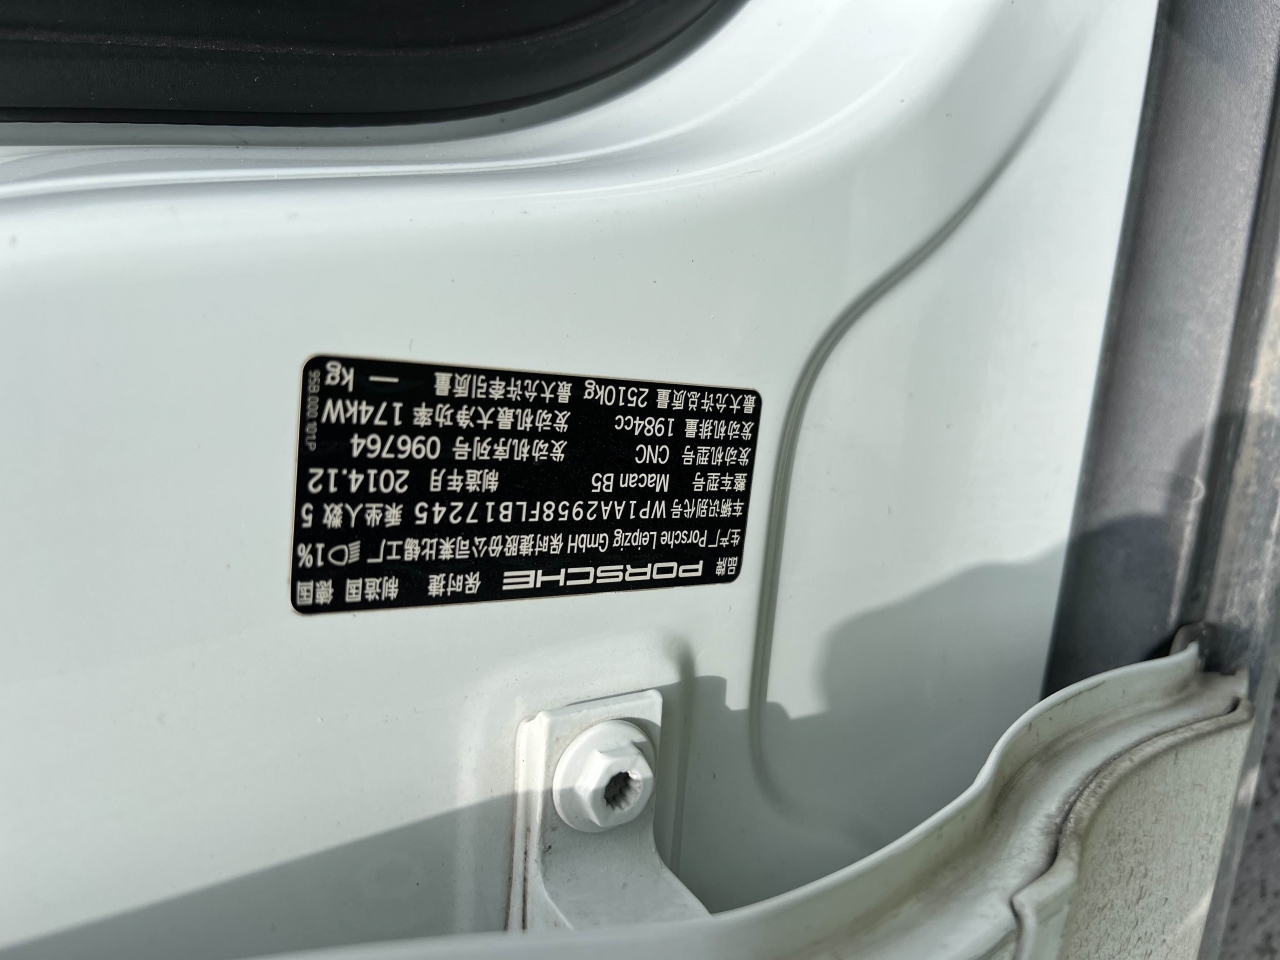 品牌 PORSCHE 保时捷 制造国 德国
生产厂 Porsche Leipzig GmbH 保时捷股份公司莱比锡工厂 1%
车辆识别代号 WP1AA2958FLB17245 乘坐人数 5
整车型号 Macan B5 制造年月 2014.12
发动机型号 CNC 发动机序列号 096764
发动机排量 1984cc 发动机最大净功率 174kW
最大允许总质量 2510kg 最大允许牵引质量 — kg
95B.000.101.P